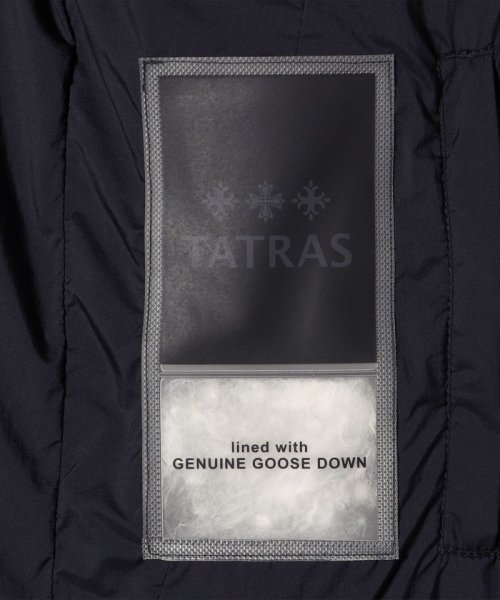 TATRAS
lined with
GENUINE GOOSE DOWN